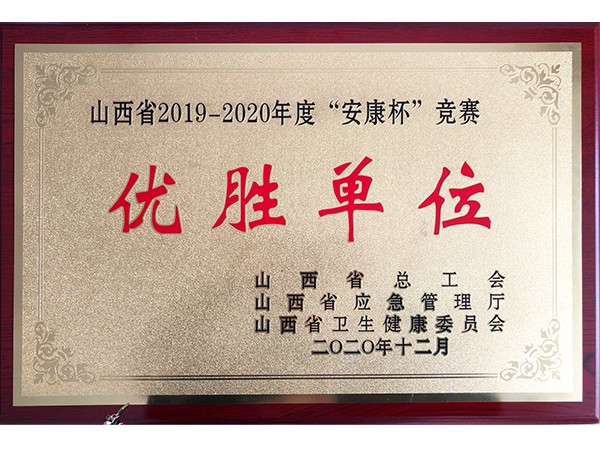 山西省2019-2020年度“安康杯”竞赛
优胜单位
山西省总工会
山西省应急管理厅
山西省卫生健康委员会
二〇二〇年十二月